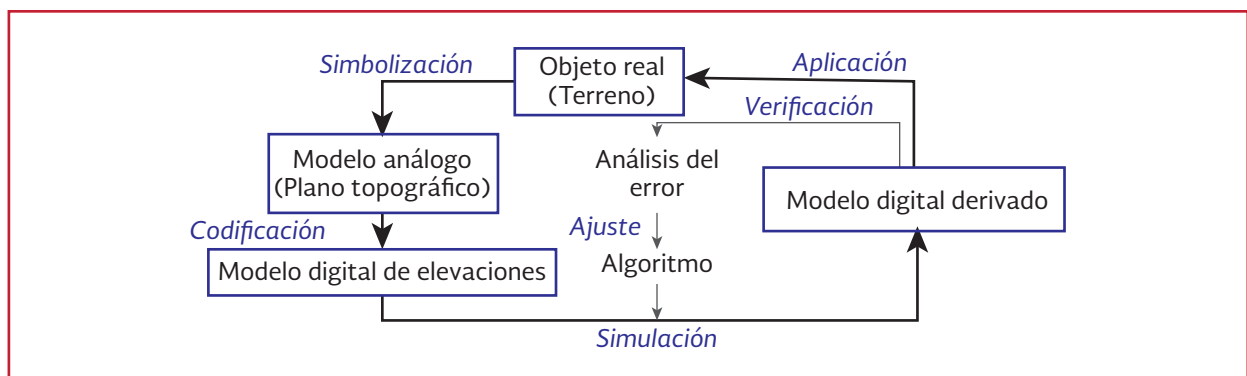 Simbolización
Objeto real
(Terreno)
Aplicación
Verificación
Modelo análogo
(Plano topográfico)
Análisis del
error
Modelo digital derivado
Codificación
Ajuste
Modelo digital de elevaciones
Algoritmo
Simulación